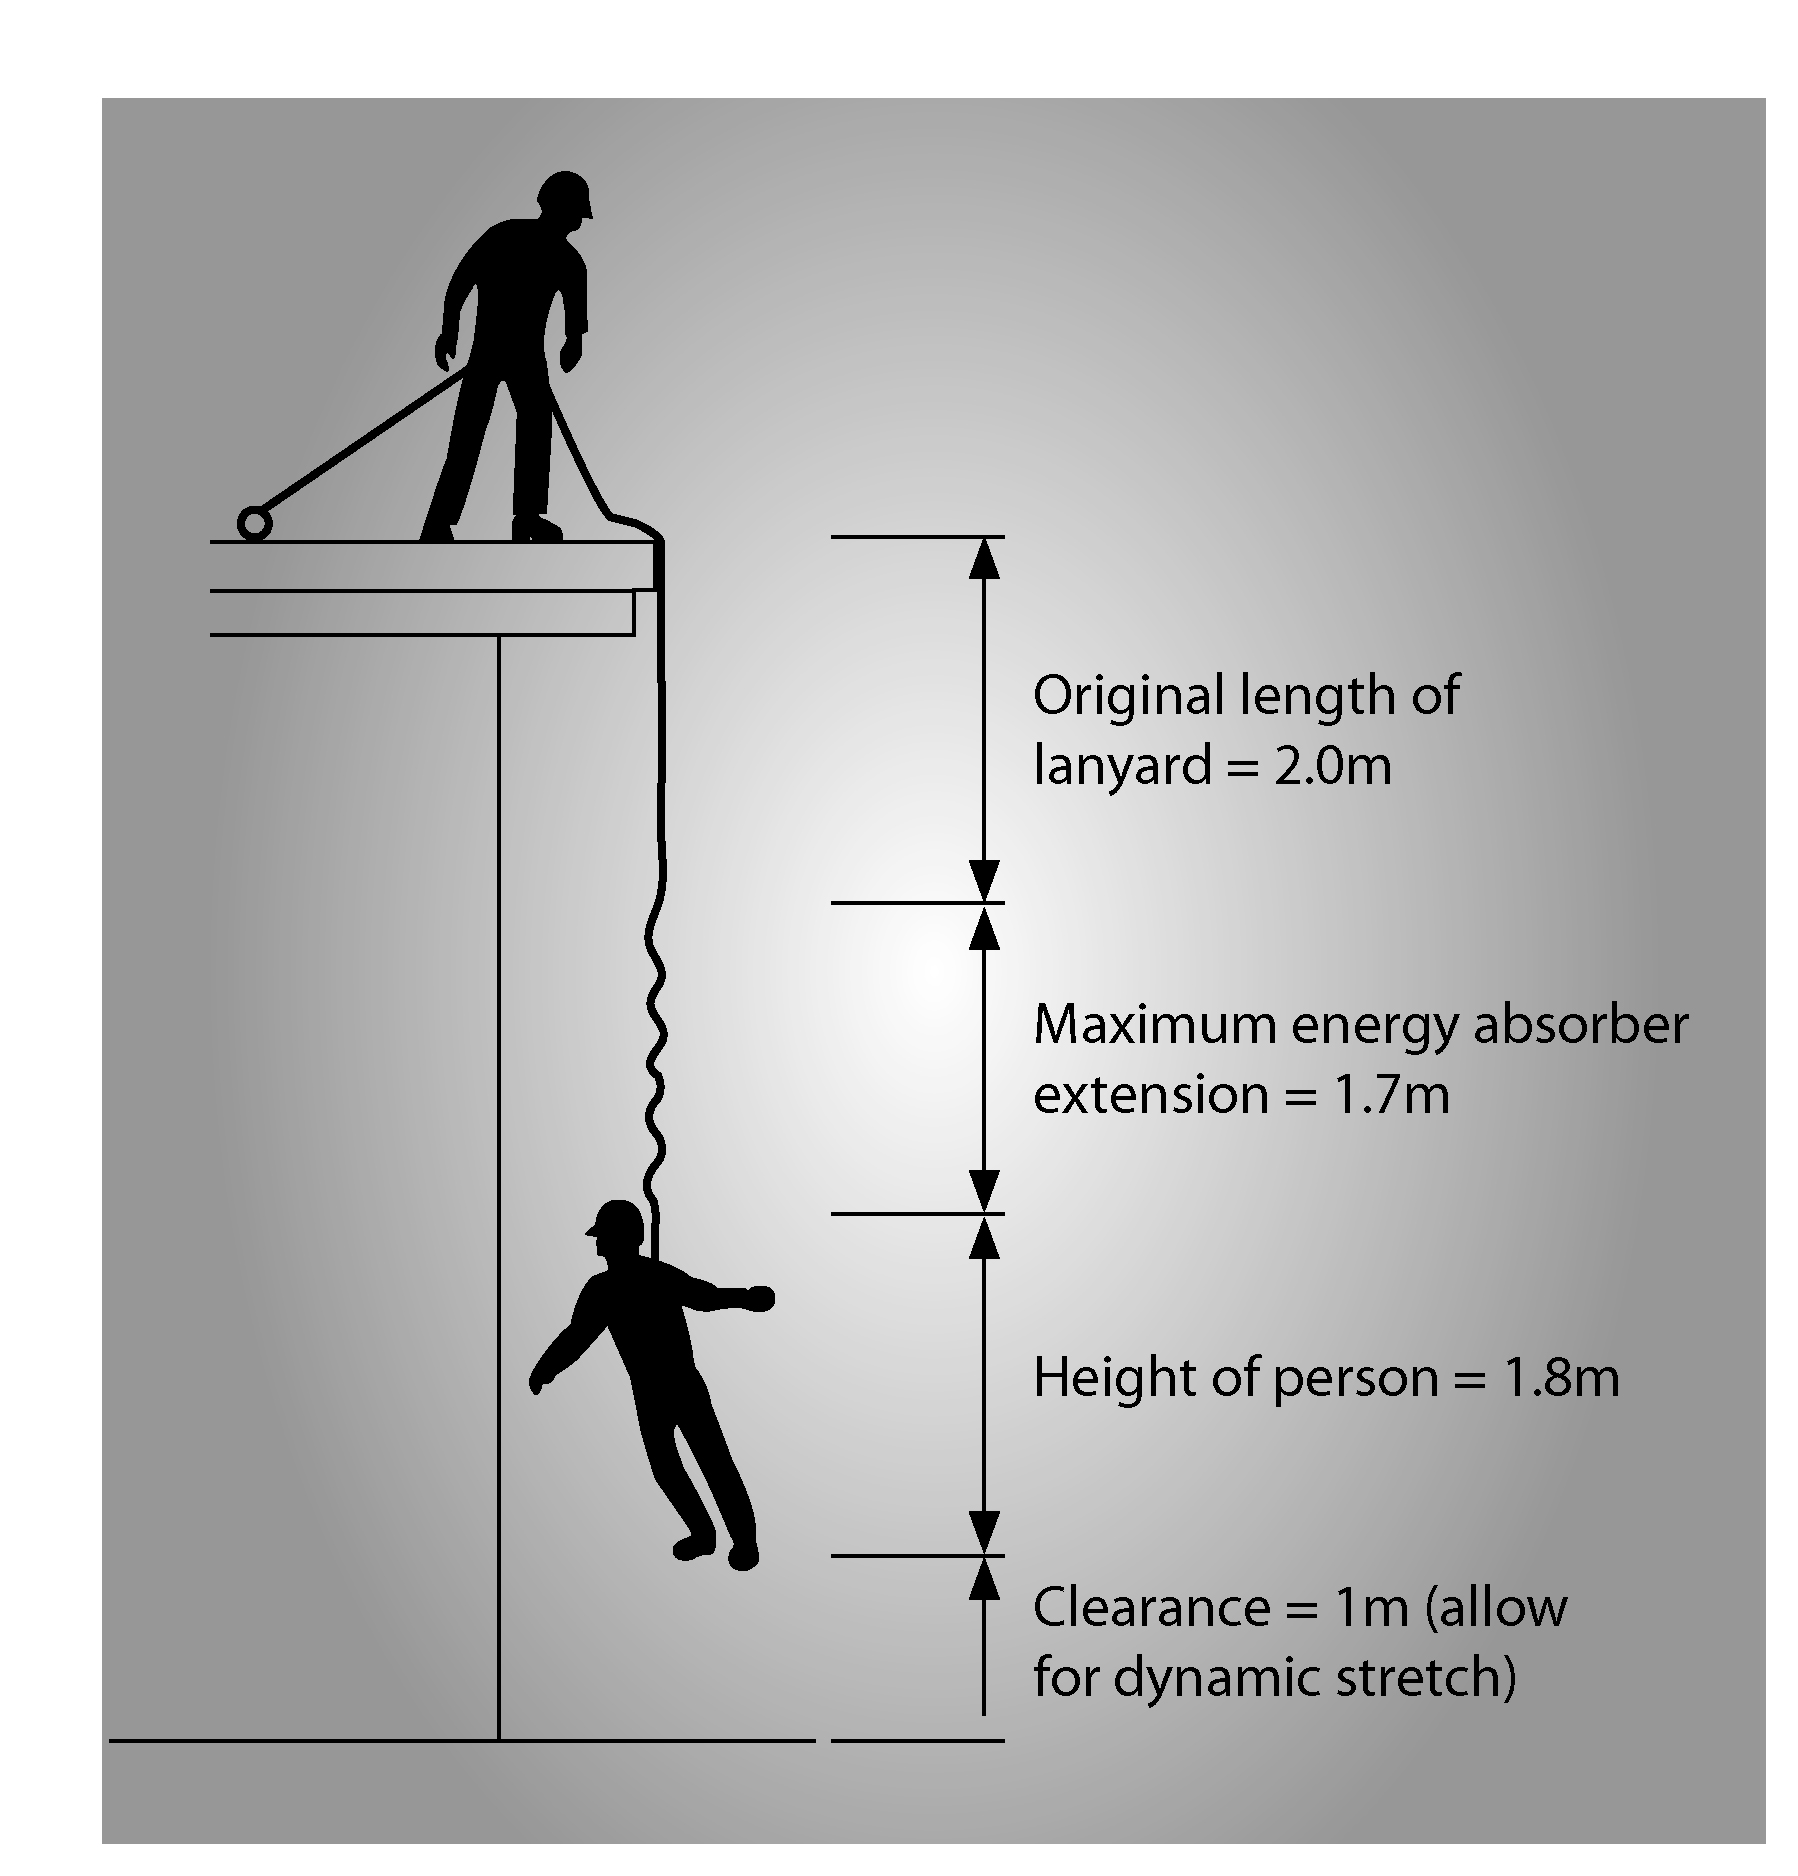 Original length of
lanyard = 2.0m
Maximum energy absorber
extension = 1.7m
Height of person = 1.8m
Clearance = 1m (allow
for dynamic stretch)